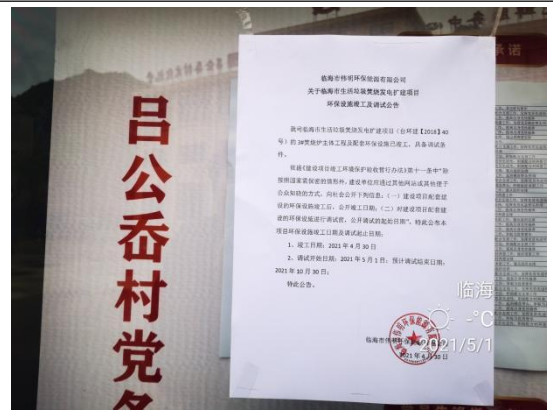 吕公岙村党务
承诺
临海市伟明环保能源有限公司
关于临海市生活垃圾焚烧发电扩建项目
环保设施竣工及调试公告
我司临海市生活垃圾焚烧发电扩建项目（台环建【2018】40
号）的3#焚烧炉主体工程及配套环保设施已竣工，具备调试条
件。
依据《建设项目竣工环境保护验收暂行办法》第十一条中"除
按照国家需要保密的情形外，建设单位应通过其他网站或其他便于
公众知晓的方式，向社会公开下列信息：（一）建设项目配套建
设的环保设施竣工后，公开竣工日期；（二）对建设项目配套建
设的环保设施进行调试前，公开调试的起始日期"。特此公布本
项目环保设施竣工日期及调试起止日期：
1、竣工日期：2021年4月30日
2、调试开始日期：2021年5月1日；预计调试结束日期：
2021年10月30日；
特此公告。
临海市伟明环保能源有限公司
2021年4月30日
临海
-°C
2021/5/1